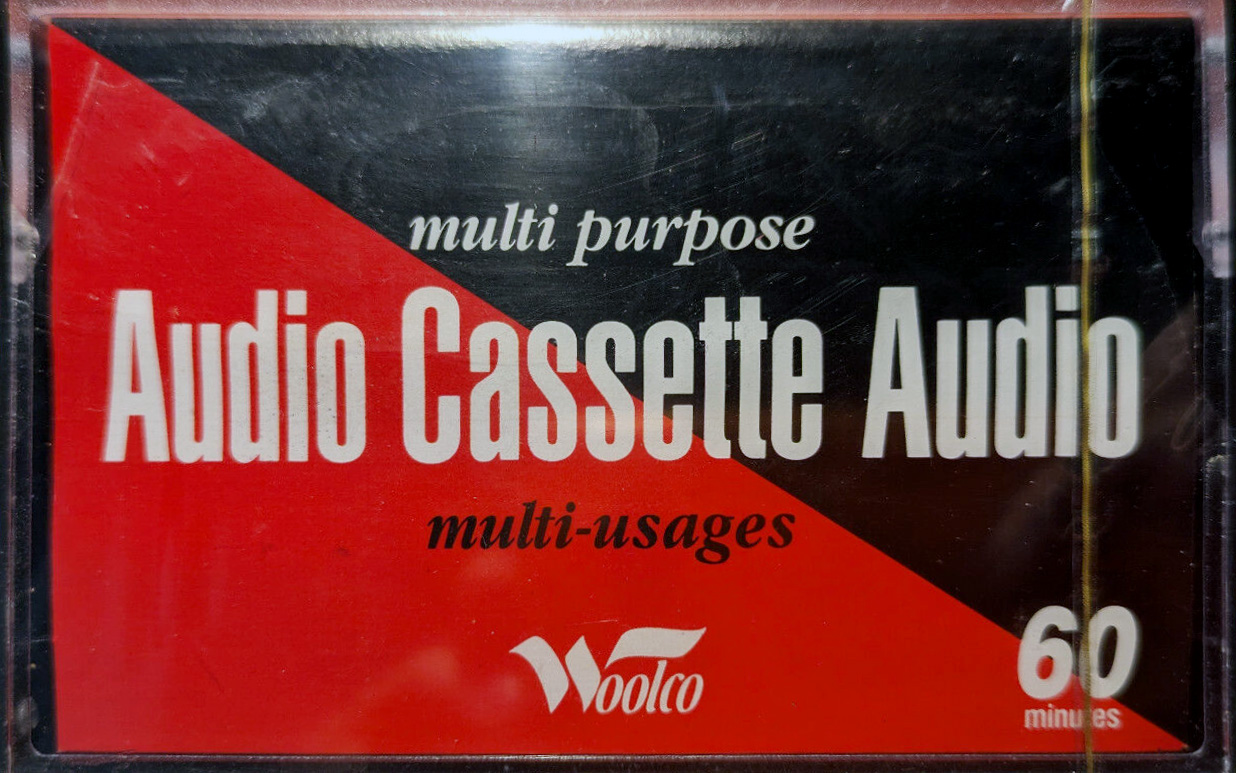 multi purpose
Audio Cassette Audio
multi-usages
Woolco
60
minutes